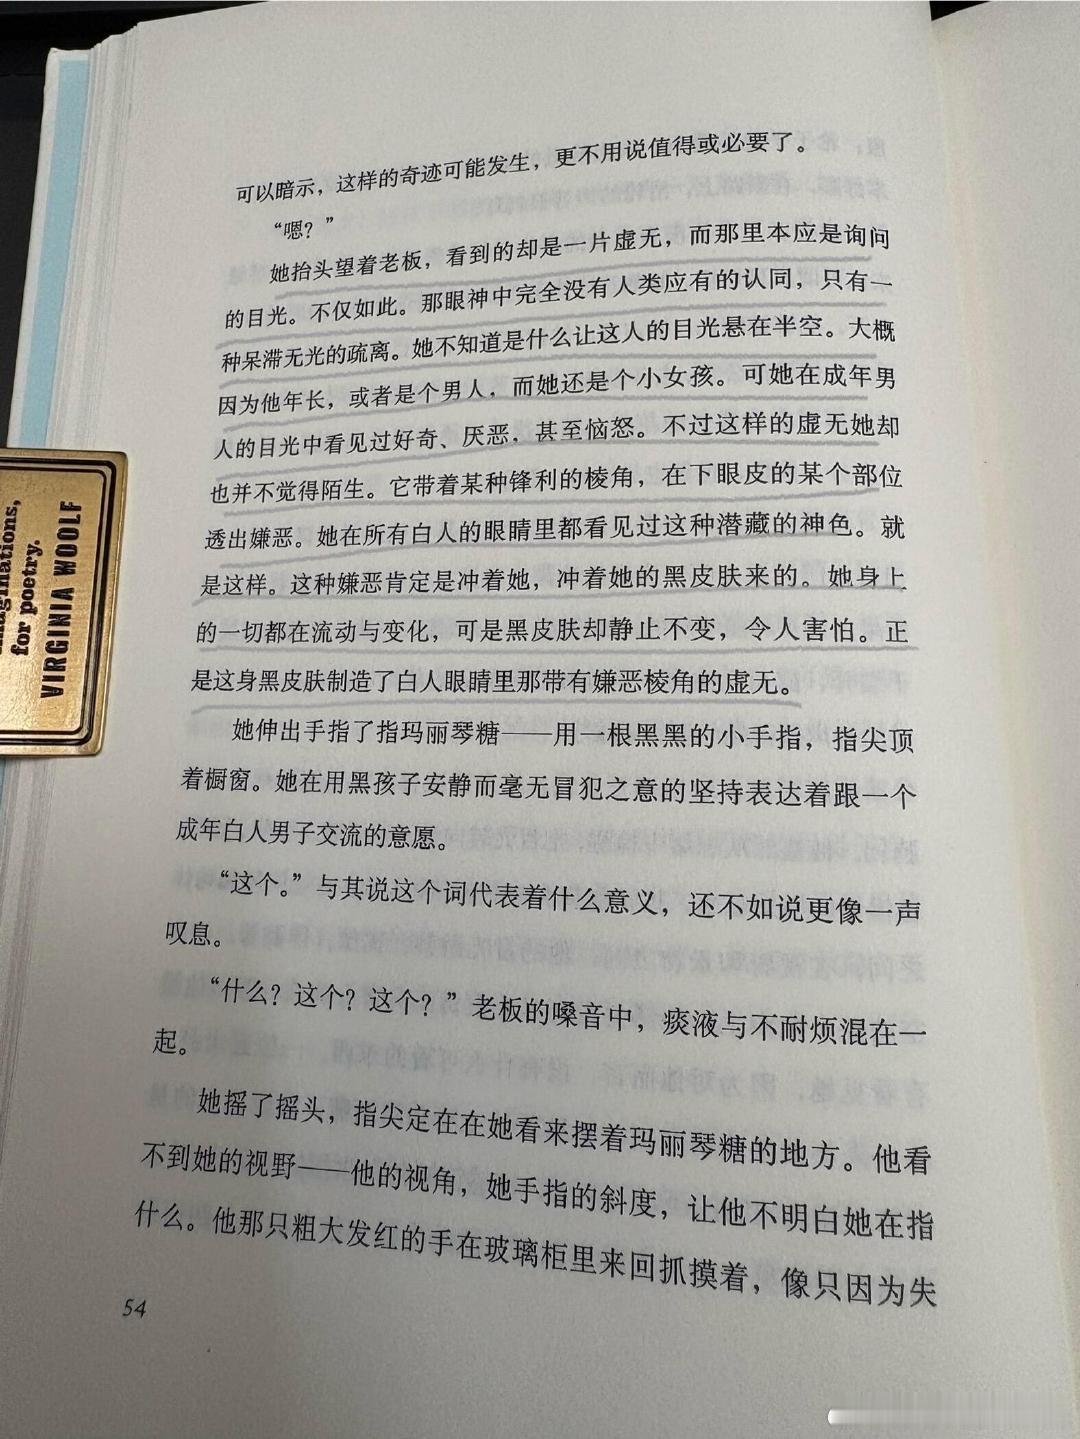 可以暗示，这样的奇迹可能发生，更不用说值得或必要了。
“嗯？”
她抬头望着老板，看到的却是一片虚无，而那里本应是询问
的目光。不仅如此。那眼神中完全没有人类应有的认同，只有一
种呆滞无光的疏离。她不知道是什么让这人的目光悬在半空。大概
因为他年长，或者是个男人，而她还是个小女孩。可她在成年男
人的目光中看见过好奇、厌恶，甚至恼怒。不过这样的虚无她却
也并不觉得陌生。它带着某种锋利的棱角，在下眼皮的某个部位
透出嫌恶。她在所有白人的眼睛里都看见过这种潜藏的神色。就
是这样。这种嫌恶肯定是冲着她，冲着她的黑皮肤来的。她身上
的一切都在流动与变化，可是黑皮肤却静止不变，令人害怕。正
是这身黑皮肤制造了白人眼睛里那带有嫌恶棱角的虚无。
她伸出手指了指玛丽琴糖——用一根黑黑的小手指，指尖顶
着橱窗。她在用黑孩子安静而毫无冒犯之意的坚持表达着跟一个
成年白人男子交流的意愿。
“这个。”与其说这个词代表着什么意义，还不如说更像一声
叹息。
“什么？这个？这个？”老板的嗓音中，痰液与不耐烦混在一
起。
她摇了摇头，指尖定在在她看来摆着玛丽琴糖的地方。他看
不到她的视野——他的视角，她手指的斜度，让他不明白她在指
什么。他那只粗大发红的手在玻璃柜里来回抓摸着，像只因为失
54
for poetry.
VIRGINIA WOOLF